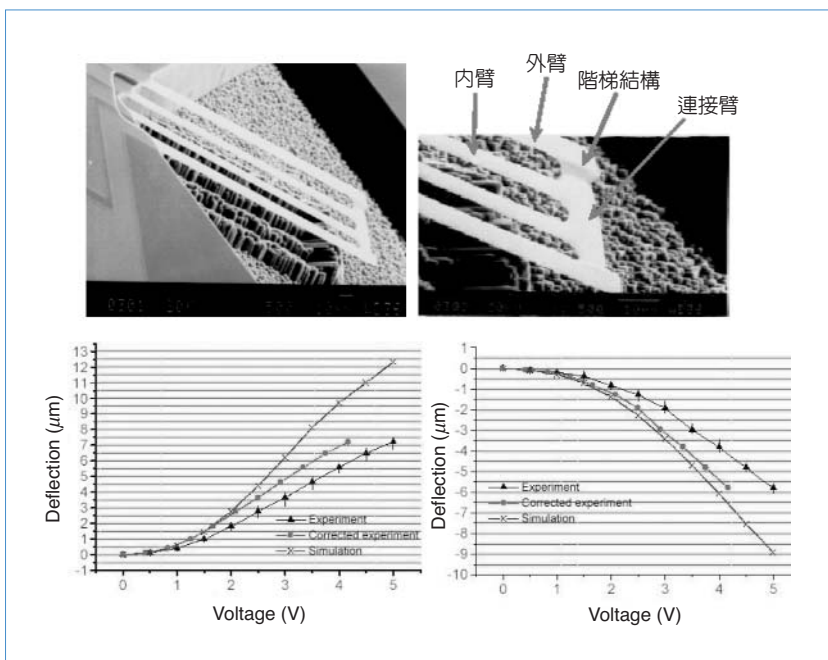 内臂
外臂
階梯結構
連接臂
Deflection (μm)
13
12
11
10
9
8
7
6
5
4
3
2
1
0
-1
Experiment
Corrected experiment
Simulation
0 1 2 3 4 5
Voltage (V)
Deflection (μm)
1
0
-1
-2
-3
-4
-5
-6
-7
-8
-9
-10
Experiment
Corrected experiment
Simulation
0 1 2 3 4 5
Voltage (V)